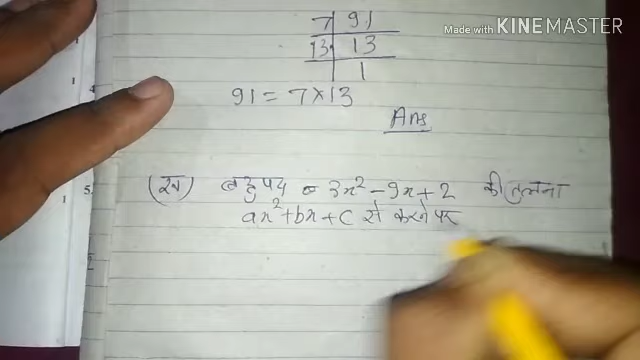 Made with KINEMASTER
7 91
13 13
1
91 = 7×13
Ans
(ख) बहुपद 3x² - 9x + 2 की तुलना
5.
ax² + bx + c से करने पर